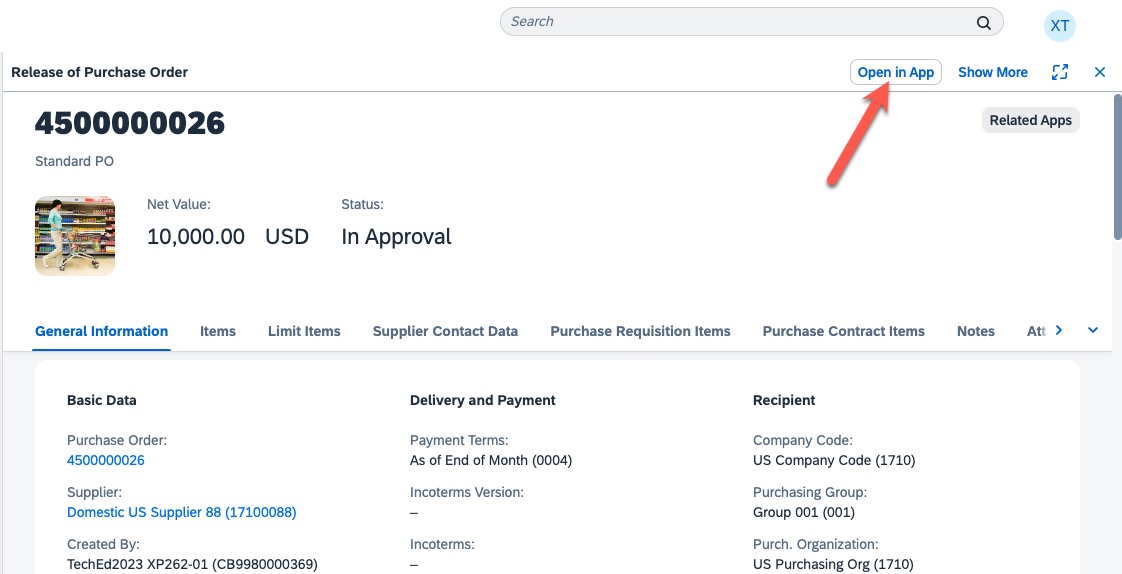 Search
XT
Release of Purchase Order
Open in App
Show More
4500000026
Related Apps
Standard PO
Net Value:
Status:
10,000.00 USD
In Approval
General Information
Items
Limit Items
Supplier Contact Data
Purchase Requisition Items
Purchase Contract Items
Notes
Att
Basic Data
Purchase Order:
4500000026
Supplier:
Domestic US Supplier 88 (17100088)
Created By:
TechEd2023 XP262-01 (CB9980000369)
Delivery and Payment
Payment Terms:
As of End of Month (0004)
Incoterms Version:
–
Incoterms:
–
Recipient
Company Code:
US Company Code (1710)
Purchasing Group:
Group 001 (001)
Purch. Organization:
US Purchasing Org (1710)